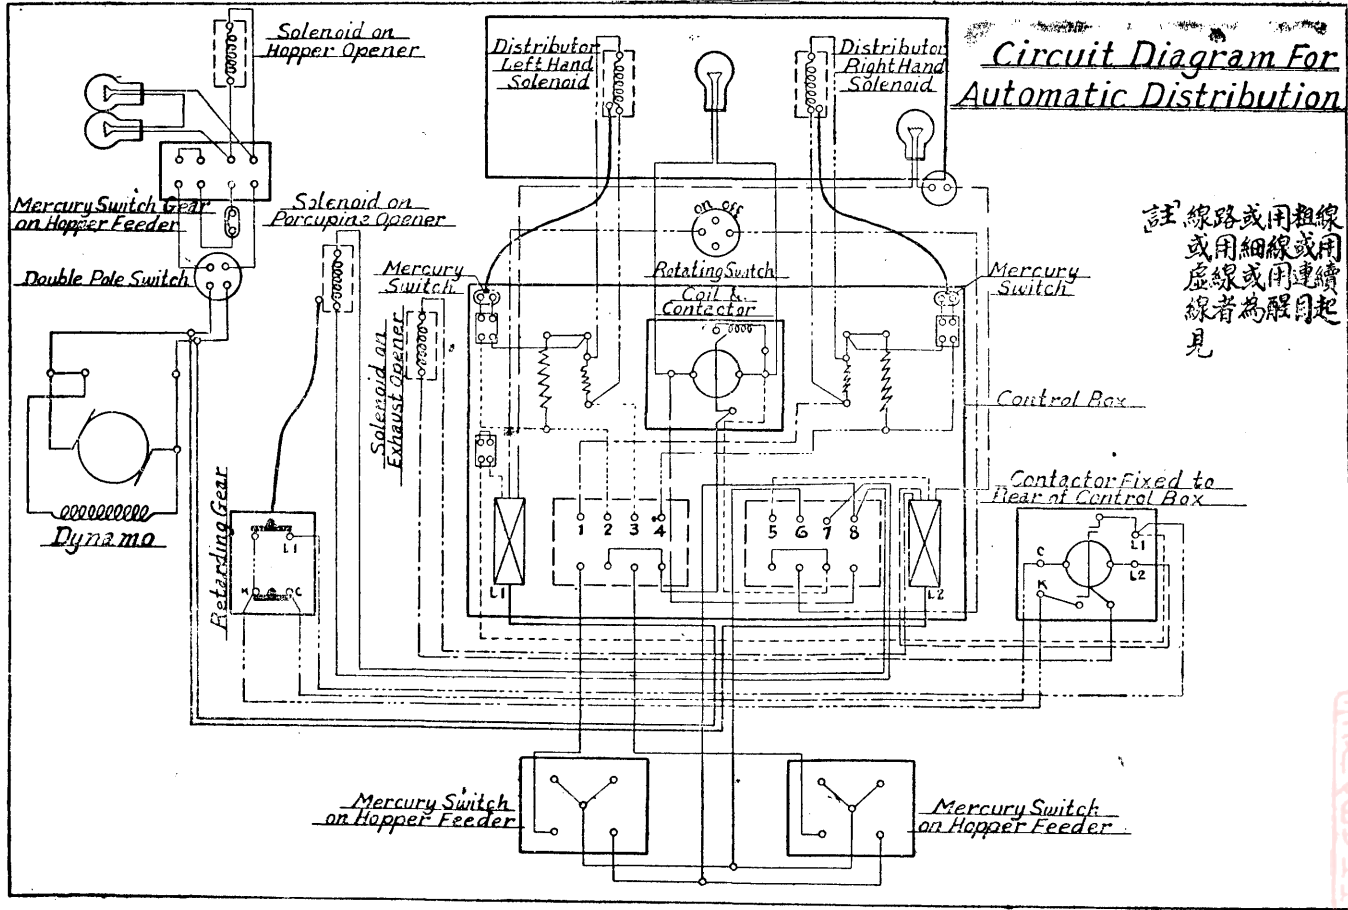 Circuit Diagram For
Automatic Distribution
Solenoid on
Hopper Opener
Distributor
Left Hand
Solenoid
Distributor
Right Hand
Solenoid
Mercury Switch Gear
on Hopper Feeder
Solenoid on
Porcupine Opener
on off
Rotating Switch
Double Pole Switch
Mercury
Switch
Coil &
Contactor
Mercury
Switch
註 線路或用粗線
或用細線或用
虛線或用連續
線者為醒目起
見
Solenoid on
Exhaust Opener
Control Box
Dynamo
Retarding Gear
L1
K C
1 2 3 4
5 6 7 8
L1
L2
Contactor Fixed to
Rear of Control Box
C
K
L1
L2
Mercury Switch
on Hopper Feeder
Mercury Switch
on Hopper Feeder